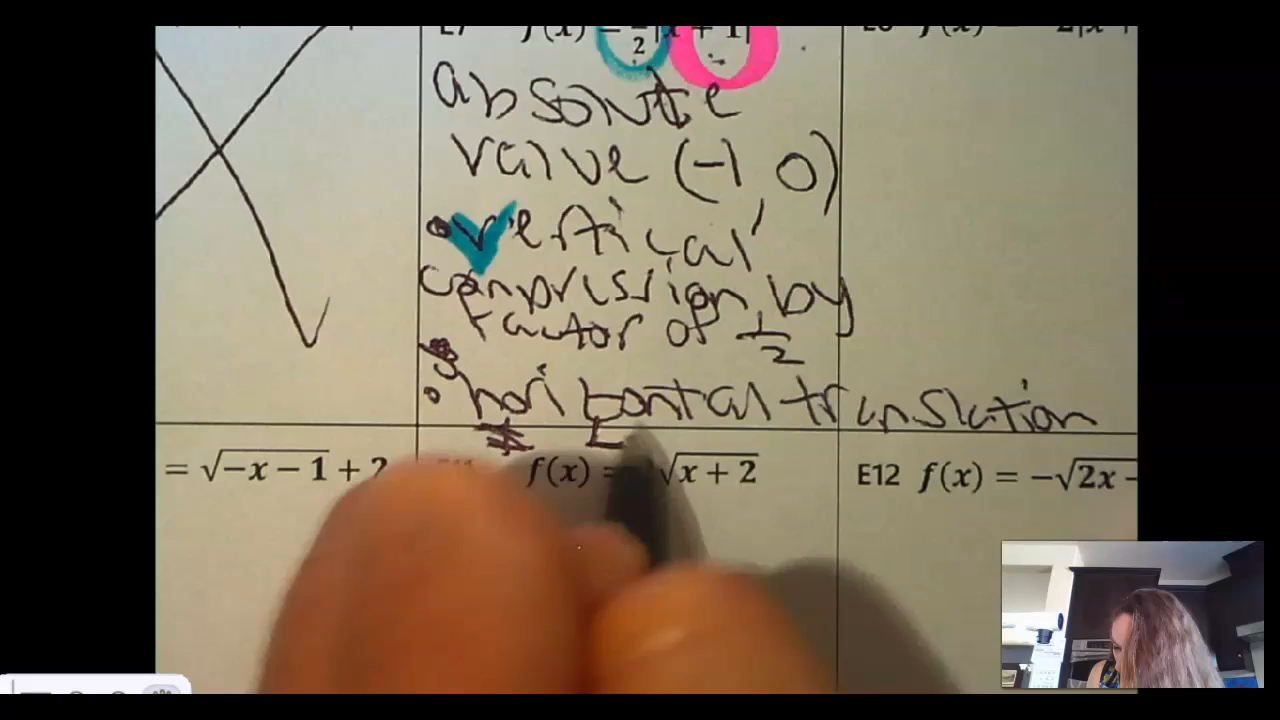 E7 f(x) = 1/2|x + 1|
absolute
value (-1, 0)
• vertical
compression by
factor of 1/2
• horizontal translation
L
= √-x - 1 + 2
f(x) = √x + 2
E12 f(x) = -√2x -